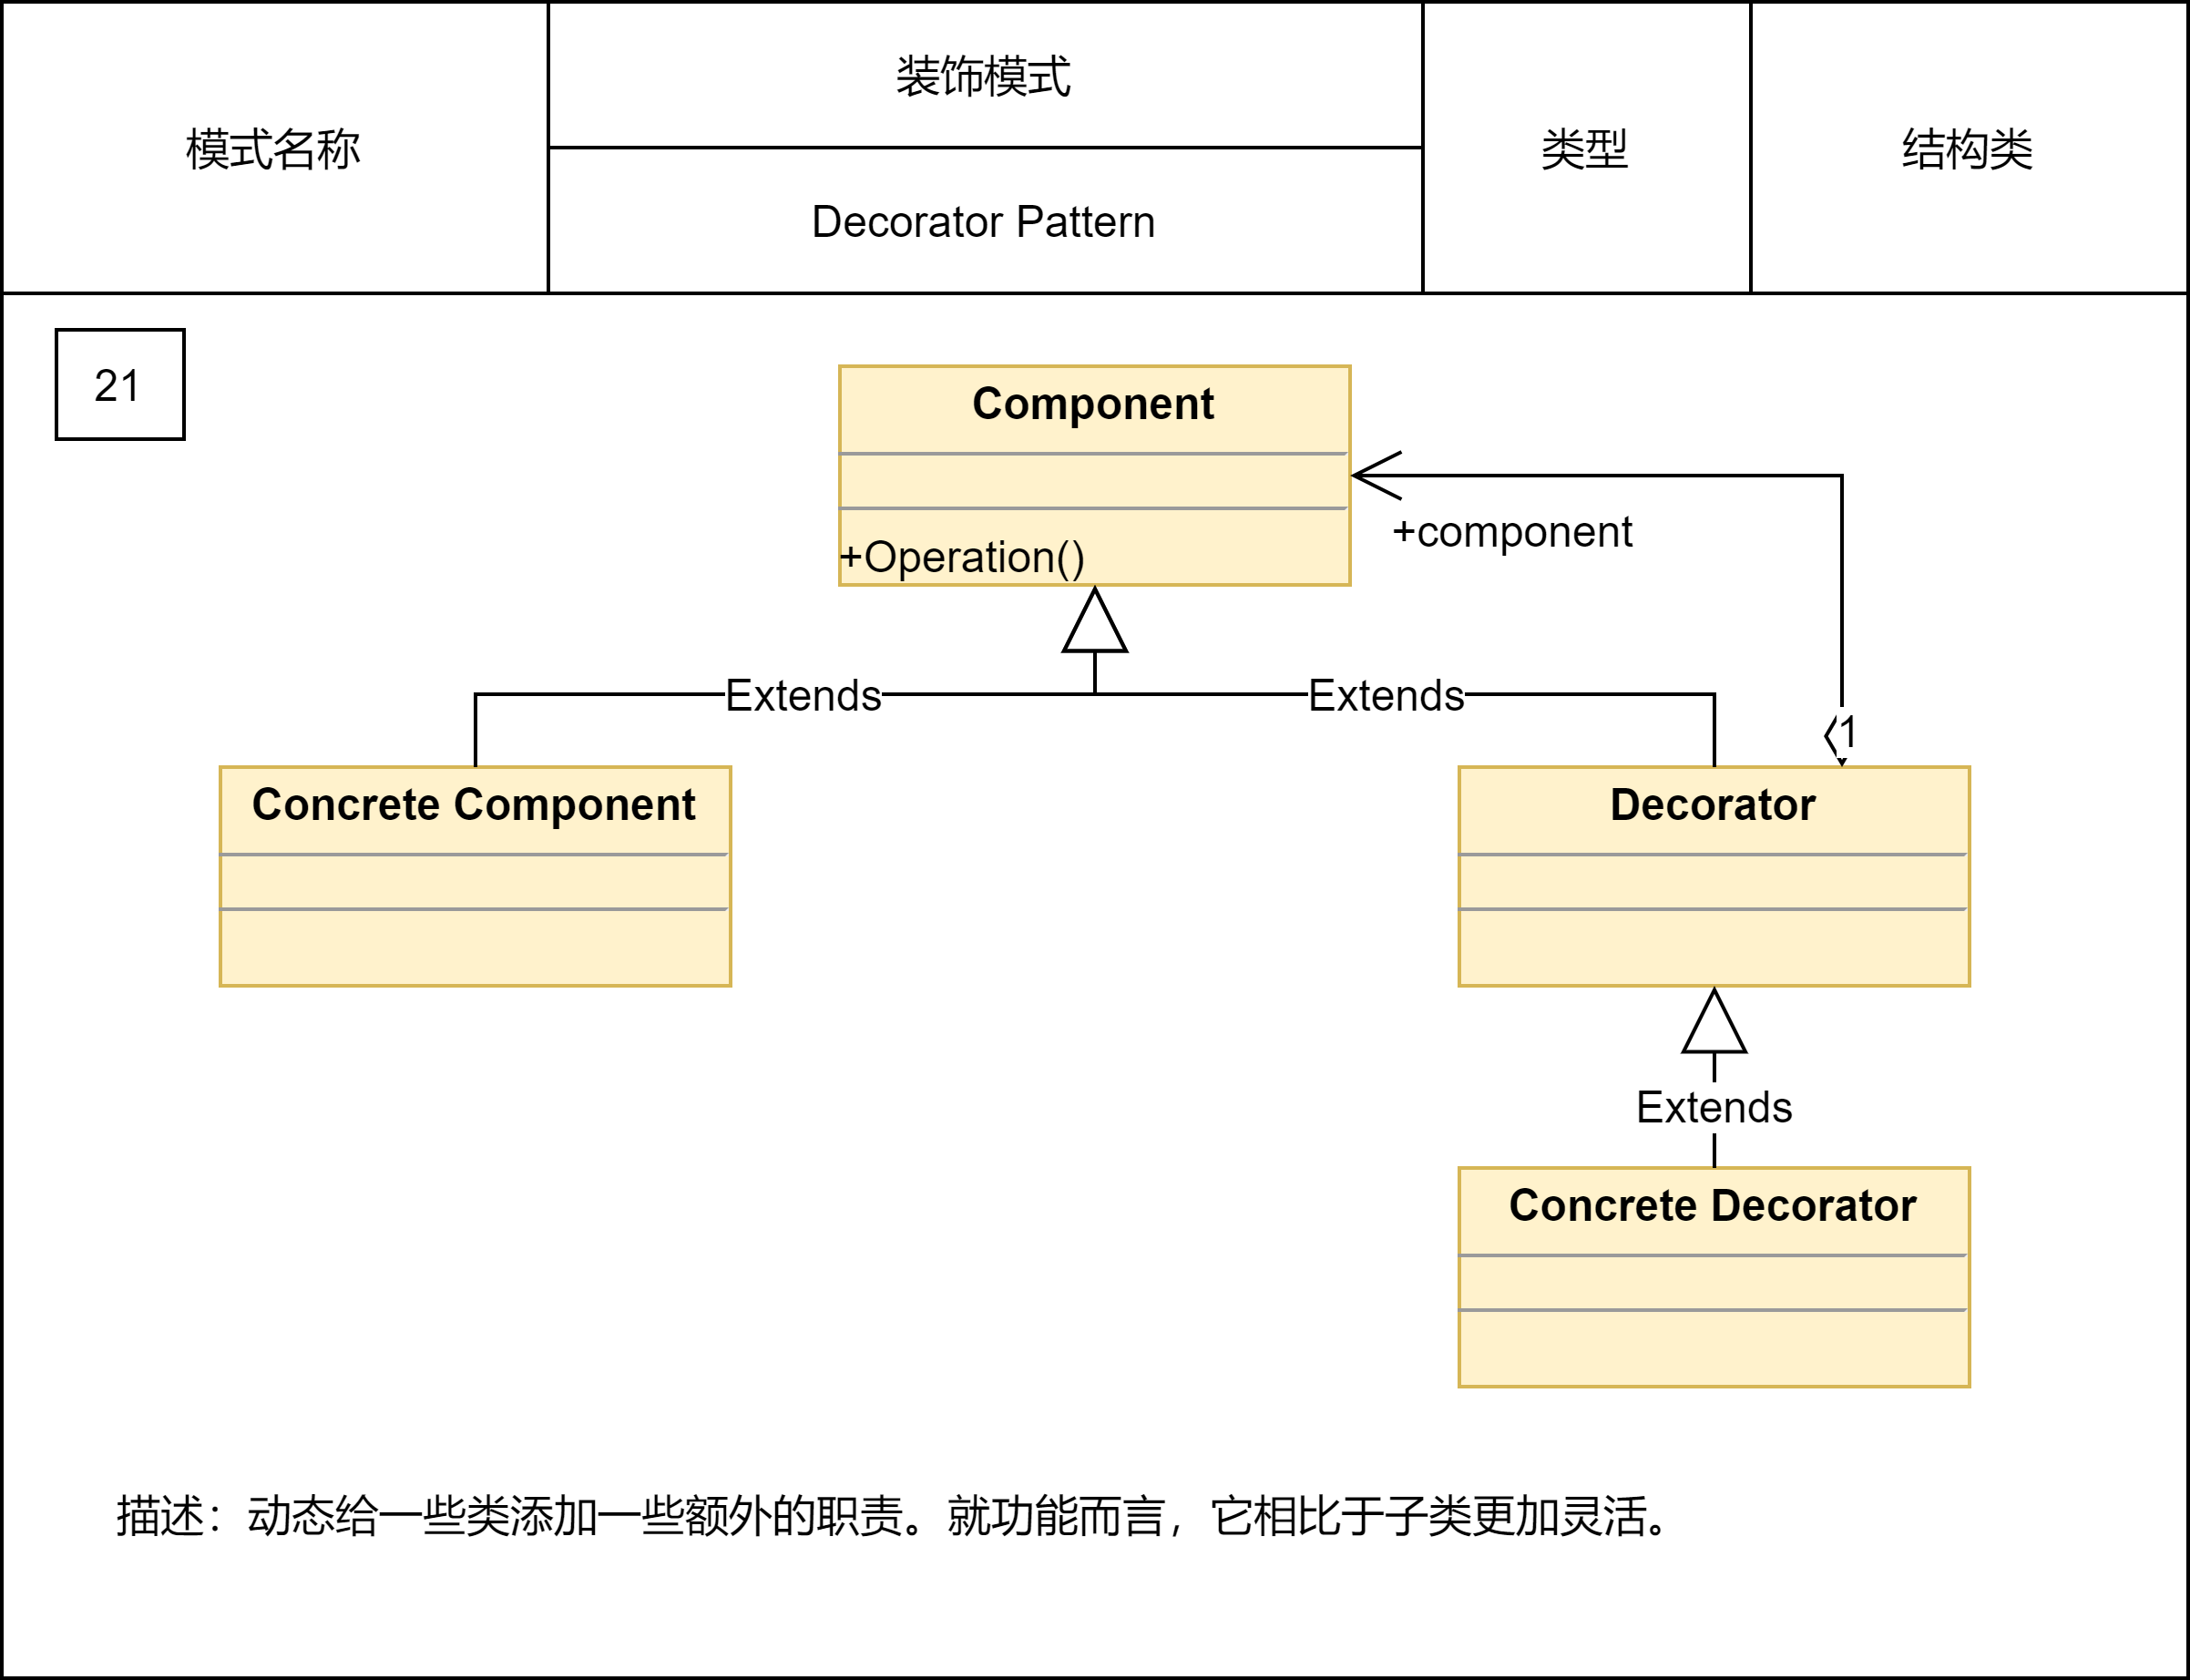 模式名称
装饰模式
Decorator Pattern
类型
结构类
21
Component
+Operation()
+component
Extends
Extends
1
Concrete Component
Decorator
Extends
Concrete Decorator
描述：动态给一些类添加一些额外的职责。就功能而言，它相比于子类更加灵活。